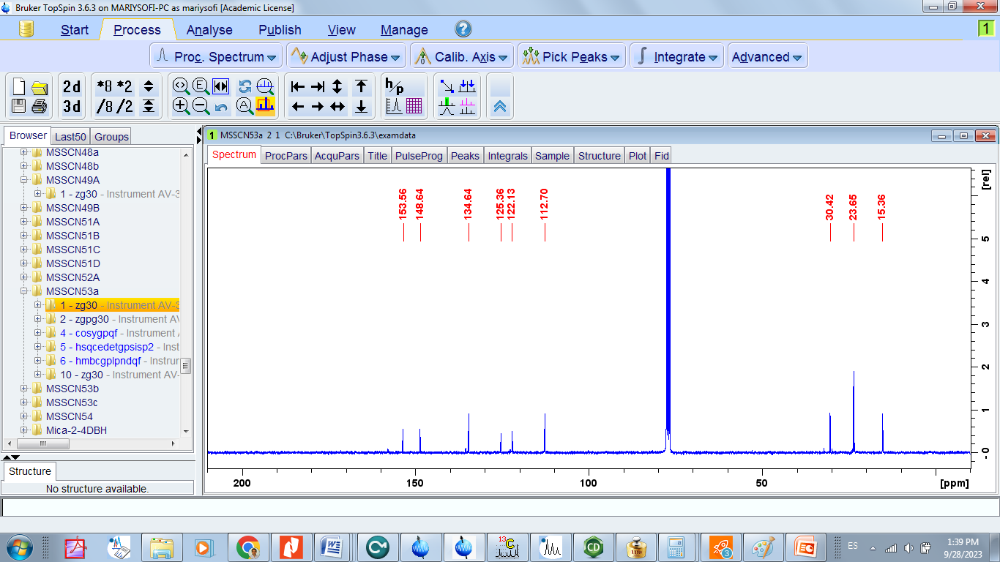 Bruker TopSpin 3.6.3 on MARIYSOFI-PC as mariysofi [Academic License]
Start Process Analyse Publish View Manage ? 1
Proc. Spectrum Adjust Phase Calib. Axis Pick Peaks Integrate Advanced
2d *8 *2 E h/p
3d /8 /2 A
Browser Last50 Groups
MSSCN48a
MSSCN48b
MSSCN49A
1 - zg30 - Instrument AV-3
MSSCN49B
MSSCN51A
MSSCN51B
MSSCN51C
MSSCN51D
MSSCN52A
MSSCN53a
1 - zg30 - Instrument AV-3
2 - zgpg30 - Instrument AV
4 - cosygpqf - Instrument
5 - hsqcedetgpsisp2 - Inst
6 - hmbcgplpndqf - Instrum
10 - zg30 - Instrument AV-
MSSCN53b
MSSCN53c
MSSCN54
Mica-2-4DBH
Structure
No structure available.
1 MSSCN53a 2 1 C:\Bruker\TopSpin3.6.3\examdata
Spectrum ProcPars AcquPars Title PulseProg Peaks Integrals Sample Structure Plot Fid
153.56
148.64
134.64
125.36
122.13
112.70
30.42
23.65
15.36
[rel]
5
4
3
2
1
- 0
200 150 100 50 [ppm]
13C
CD
3
ES
1:39 PM
9/28/2023